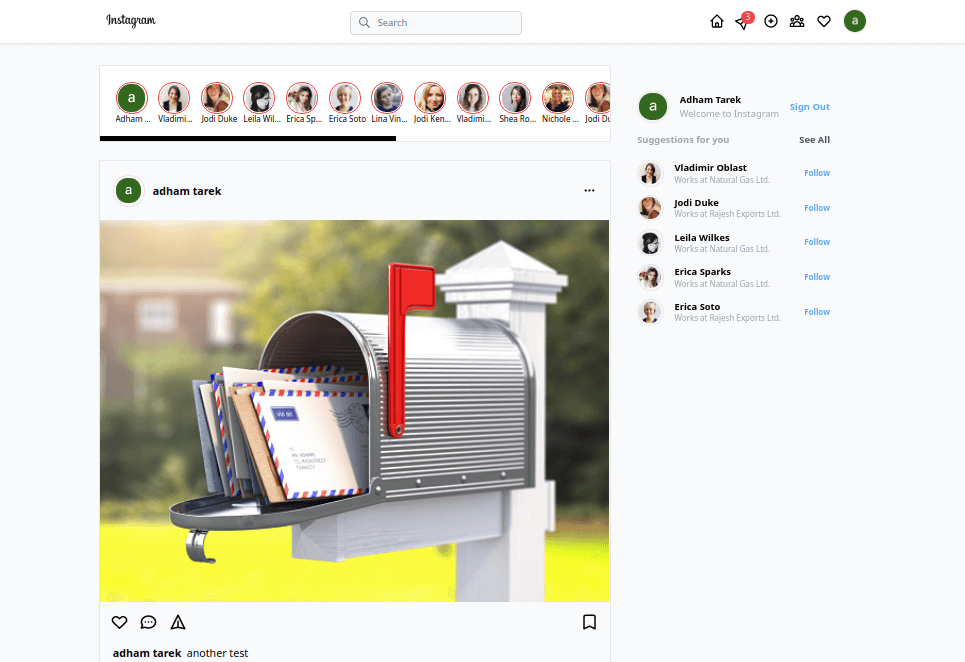 Instagram
Search
3
a
a
Adham ...
Vladimi...
Jodi Duke
Leila Wil...
Erica Sp...
Erica Soto
Lina Vin...
Jodi Ken...
Vladimi...
Shea Ro...
Nichole ...
Jodi Du
a
Adham Tarek
Welcome to Instagram
Sign Out
Suggestions for you
See All
Vladimir Oblast
Works at Natural Gas Ltd.
Follow
Jodi Duke
Works at Rajesh Exports Ltd.
Follow
Leila Wilkes
Works at Natural Gas Ltd.
Follow
Erica Sparks
Works at Natural Gas Ltd.
Follow
Erica Soto
Works at Rajesh Exports Ltd.
Follow
a
adham tarek
...
adham tarek another test